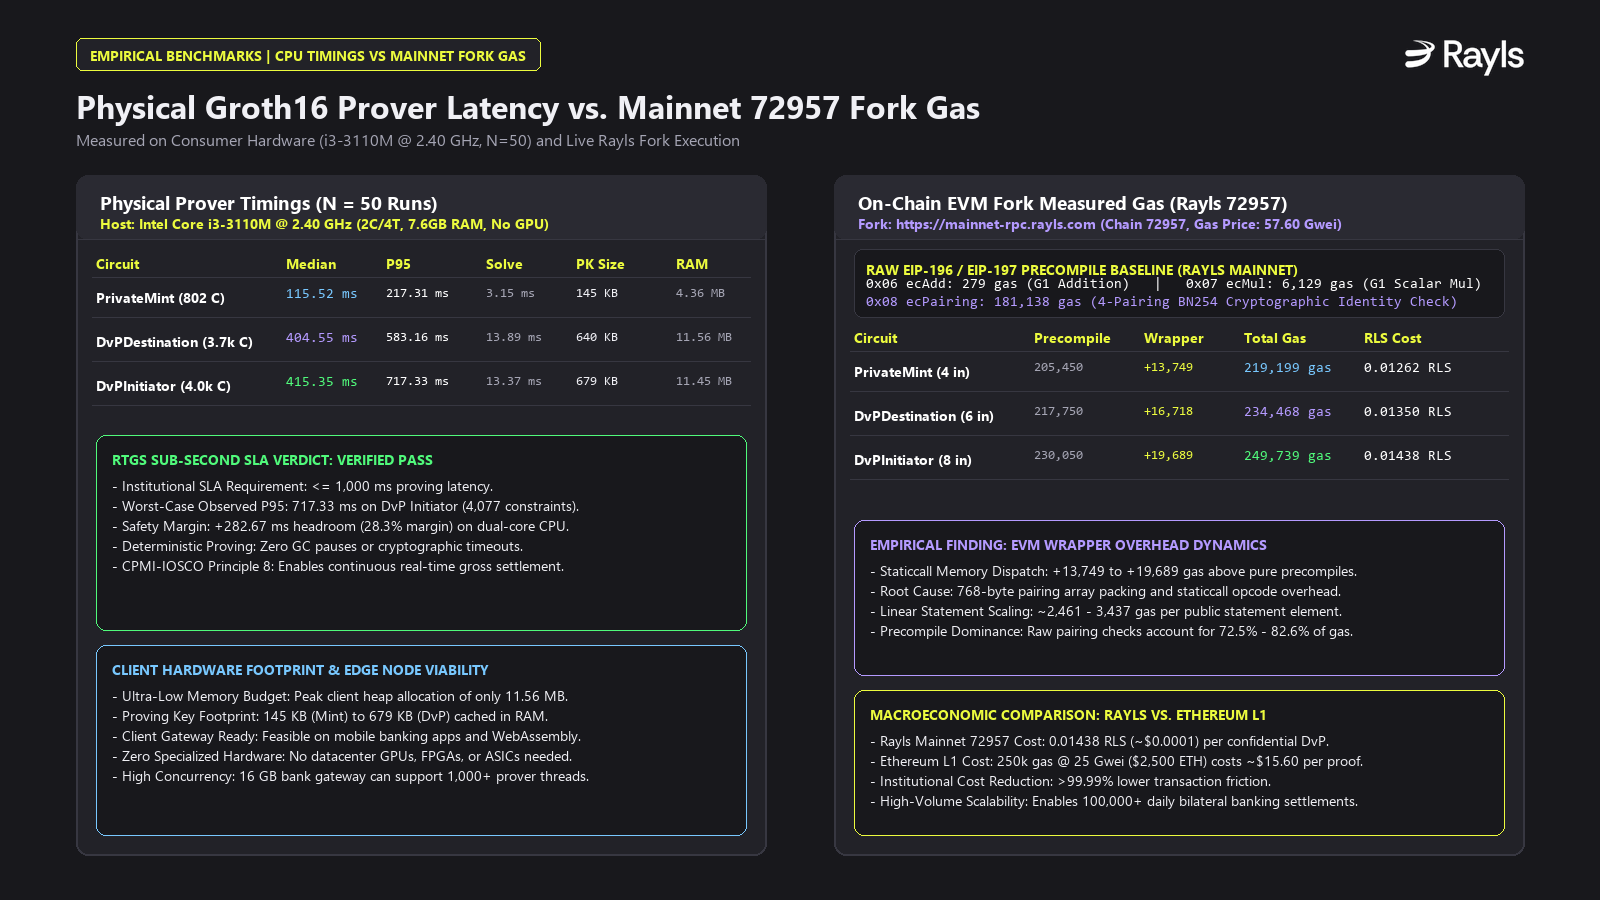 EMPIRICAL BENCHMARKS | CPU TIMINGS VS MAINNET FORK GAS
Rayls
Physical Groth16 Prover Latency vs. Mainnet 72957 Fork Gas
Measured on Consumer Hardware (i3-3110M @ 2.40 GHz, N=50) and Live Rayls Fork Execution
Physical Prover Timings (N = 50 Runs)
Host: Intel Core i3-3110M @ 2.40 GHz (2C/4T, 7.6GB RAM, No GPU)
Circuit Median P95 Solve PK Size RAM
PrivateMint (802 C) 115.52 ms 217.31 ms 3.15 ms 145 KB 4.36 MB
DvPDestination (3.7k C) 404.55 ms 583.16 ms 13.89 ms 640 KB 11.56 MB
DvPInitiator (4.0k C) 415.35 ms 717.33 ms 13.37 ms 679 KB 11.45 MB
RTGS SUB-SECOND SLA VERDICT: VERIFIED PASS
- Institutional SLA Requirement: <= 1,000 ms proving latency.
- Worst-Case Observed P95: 717.33 ms on DvP Initiator (4,077 constraints).
- Safety Margin: +282.67 ms headroom (28.3% margin) on dual-core CPU.
- Deterministic Proving: Zero GC pauses or cryptographic timeouts.
- CPMI-IOSCO Principle 8: Enables continuous real-time gross settlement.
CLIENT HARDWARE FOOTPRINT & EDGE NODE VIABILITY
- Ultra-Low Memory Budget: Peak client heap allocation of only 11.56 MB.
- Proving Key Footprint: 145 KB (Mint) to 679 KB (DvP) cached in RAM.
- Client Gateway Ready: Feasible on mobile banking apps and WebAssembly.
- Zero Specialized Hardware: No datacenter GPUs, FPGAs, or ASICs needed.
- High Concurrency: 16 GB bank gateway can support 1,000+ prover threads.
On-Chain EVM Fork Measured Gas (Rayls 72957)
Fork: https://mainnet-rpc.rayls.com (Chain 72957, Gas Price: 57.60 Gwei)
RAW EIP-196 / EIP-197 PRECOMPILE BASELINE (RAYLS MAINNET)
0x06 ecAdd: 279 gas (G1 Addition) | 0x07 ecMul: 6,129 gas (G1 Scalar Mul)
0x08 ecPairing: 181,138 gas (4-Pairing BN254 Cryptographic Identity Check)
Circuit Precompile Wrapper Total Gas RLS Cost
PrivateMint (4 in) 205,450 +13,749 219,199 gas 0.01262 RLS
DvPDestination (6 in) 217,750 +16,718 234,468 gas 0.01350 RLS
DvPInitiator (8 in) 230,050 +19,689 249,739 gas 0.01438 RLS
EMPIRICAL FINDING: EVM WRAPPER OVERHEAD DYNAMICS
- Staticcall Memory Dispatch: +13,749 to +19,689 gas above pure precompiles.
- Root Cause: 768-byte pairing array packing and staticcall opcode overhead.
- Linear Statement Scaling: ~2,461 - 3,437 gas per public statement element.
- Precompile Dominance: Raw pairing checks account for 72.5% - 82.6% of gas.
MACROECONOMIC COMPARISON: RAYLS VS. ETHEREUM L1
- Rayls Mainnet 72957 Cost: 0.01438 RLS (~$0.0001) per confidential DvP.
- Ethereum L1 Cost: 250k gas @ 25 Gwei ($2,500 ETH) costs ~$15.60 per proof.
- Institutional Cost Reduction: >99.99% lower transaction friction.
- High-Volume Scalability: Enables 100,000+ daily bilateral banking settlements.